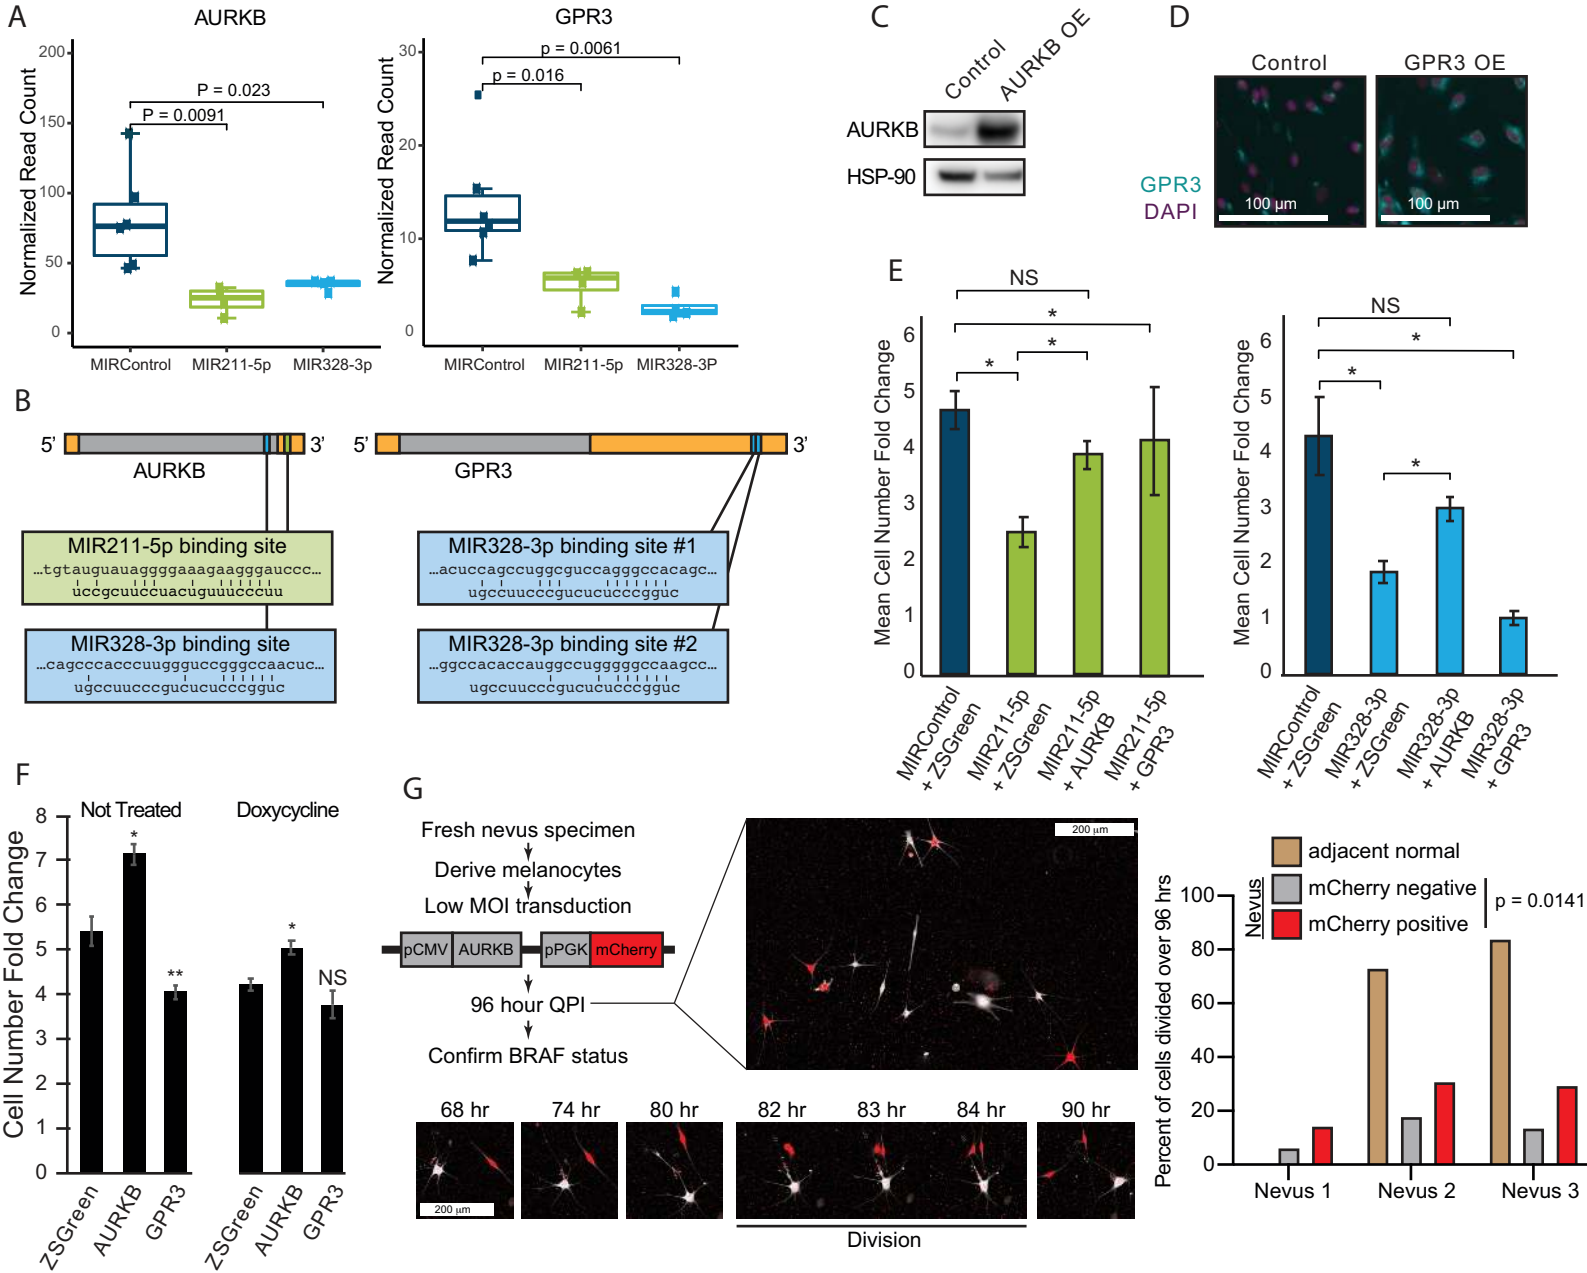 A
AURKB
Normalized Read Count
200
150
100
50
0
P = 0.023
P = 0.0091
MIRControl
MIR211-5p
MIR328-3p
GPR3
Normalized Read Count
30
20
10
0
p = 0.0061
p = 0.016
MIRControl
MIR211-5p
MIR328-3P
C
Control
AURKB OE
AURKB
HSP-90
D
Control
GPR3 OE
GPR3
DAPI
100 µm
100 µm
B
5'
3'
AURKB
5'
3'
GPR3
MIR211-5p binding site
...tgtauguauaggggaaagaagggauccc...
uccgcuuccuacuguuucccuu
MIR328-3p binding site
...cagcccacccuugggguccgggccaacuc...
ugccuucccgucucucccgguc
MIR328-3p binding site #1
...acuccagccuggcguccagggccacagc...
ugccuucccgucucucccgguc
MIR328-3p binding site #2
...ggccacaccauggccugggggccaagcc...
ugccuucccgucucucccgguc
E
Mean Cell Number Fold Change
6
5
4
3
2
1
0
NS
*
*
*
MIRControl
+ ZSGreen
MIR211-5p
+ ZSGreen
MIR211-5p
+ AURKB
MIR211-5p
+ GPR3
Mean Cell Number Fold Change
6
5
4
3
2
1
0
NS
*
*
*
MIRControl
+ ZSGreen
MIR328-3p
+ ZSGreen
MIR328-3p
+ AURKB
MIR328-3p
+ GPR3
F
Cell Number Fold Change
8
7
6
5
4
3
2
1
0
Not Treated
Doxycycline
*
**
*
NS
ZSGreen
AURKB
GPR3
ZSGreen
AURKB
GPR3
G
Fresh nevus specimen
Derive melanocytes
Low MOI transduction
pCMV
AURKB
pPGK
mCherry
96 hour QPI
Confirm BRAF status
200 µm
68 hr
74 hr
80 hr
82 hr
83 hr
84 hr
90 hr
200 µm
Division
Percent of cells divided over 96 hrs
100
80
60
40
20
0
Nevus
adjacent normal
mCherry negative
mCherry positive
p = 0.0141
Nevus 1
Nevus 2
Nevus 3